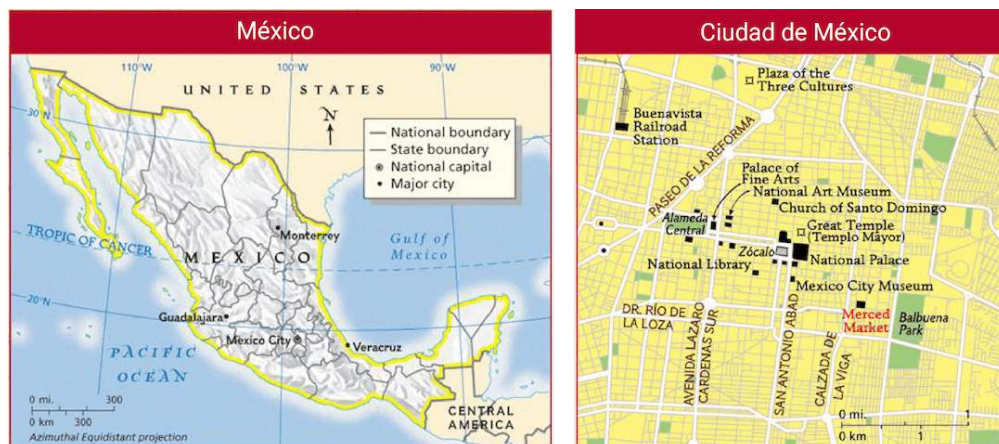 México
110°W
100°W
90°W
UNITED STATES
N
30°N
National boundary
State boundary
National capital
Major city
Monterrey
Gulf of
Mexico
TROPIC OF CANCER
MEXICO
20°N
Guadalajara
Mexico City
Veracruz
PACIFIC
OCEAN
CENTRAL
AMERICA
0 mi. 300
0 km 300
Azimuthal Equidistant projection
Ciudad de México
Plaza of the
Three Cultures
Buenavista
Railroad
Station
PASEO DE LA REFORMA
Palace of
Fine Arts
National Art Museum
Church of Santo Domingo
Alameda
Central
Great Temple
(Templo Mayor)
Zócalo
National Palace
National Library
Mexico City Museum
DR. RÍO DE
LA LOZA
Merced
Market
Balbuena
Park
AVENIDA LAZARO
CARDENAS SUR
SAN ANTONIO ABAD
CALZADA DE
LA VIGA
0 mi. 1
0 km 1